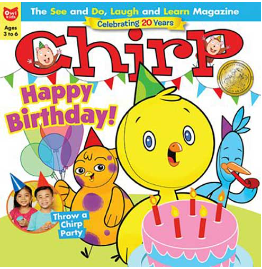 The See and Do, Laugh and Learn Magazine
Owl
kids
Ages
3 to 6
Celebrating 20 Years
Chirp
Happy
Birthday!
Throw a
Chirp
Party